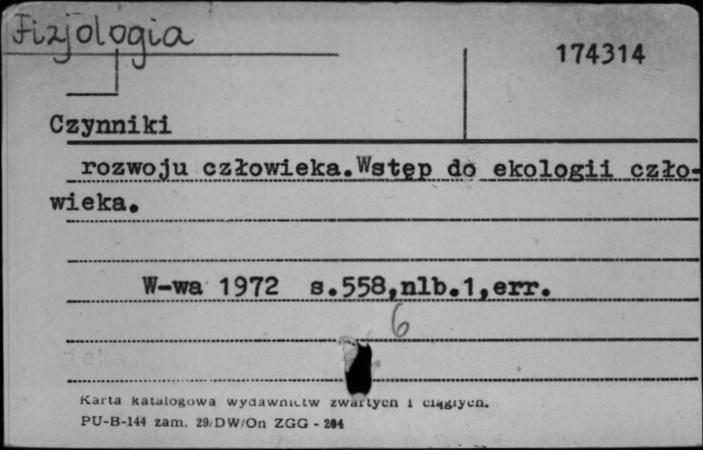 Fizjologia
174314
Czynniki
rozwoju człowieka.Wstęp do ekologii czło-
wieka.
W-wa 1972 s.558,nlb.1,err.
6
Karta katalogowa wydawnictw zwartych i ciągłych.
PU-B-144 zam. 29/DW/On ZGG - 204